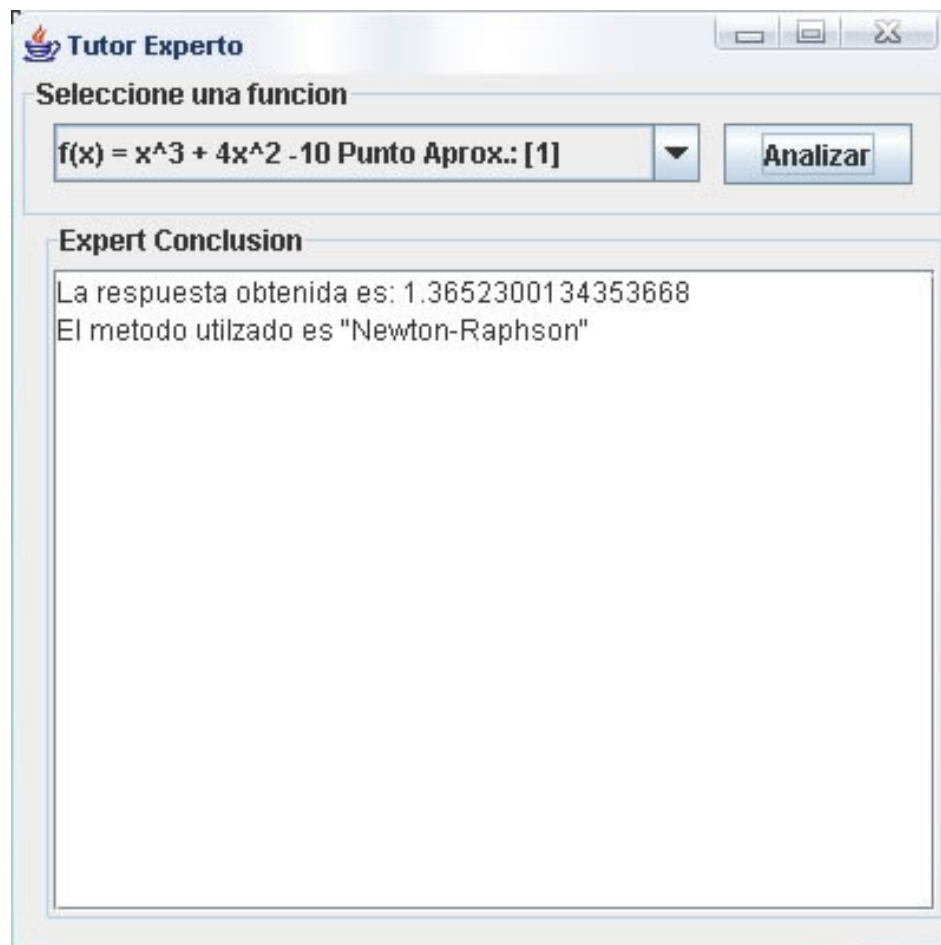 Tutor Experto
Seleccione una funcion
f(x) = x^3 + 4x^2 -10 Punto Aprox.: [1]
Analizar
Expert Conclusion
La respuesta obtenida es: 1.3652300134353668
El metodo utilzado es "Newton-Raphson"